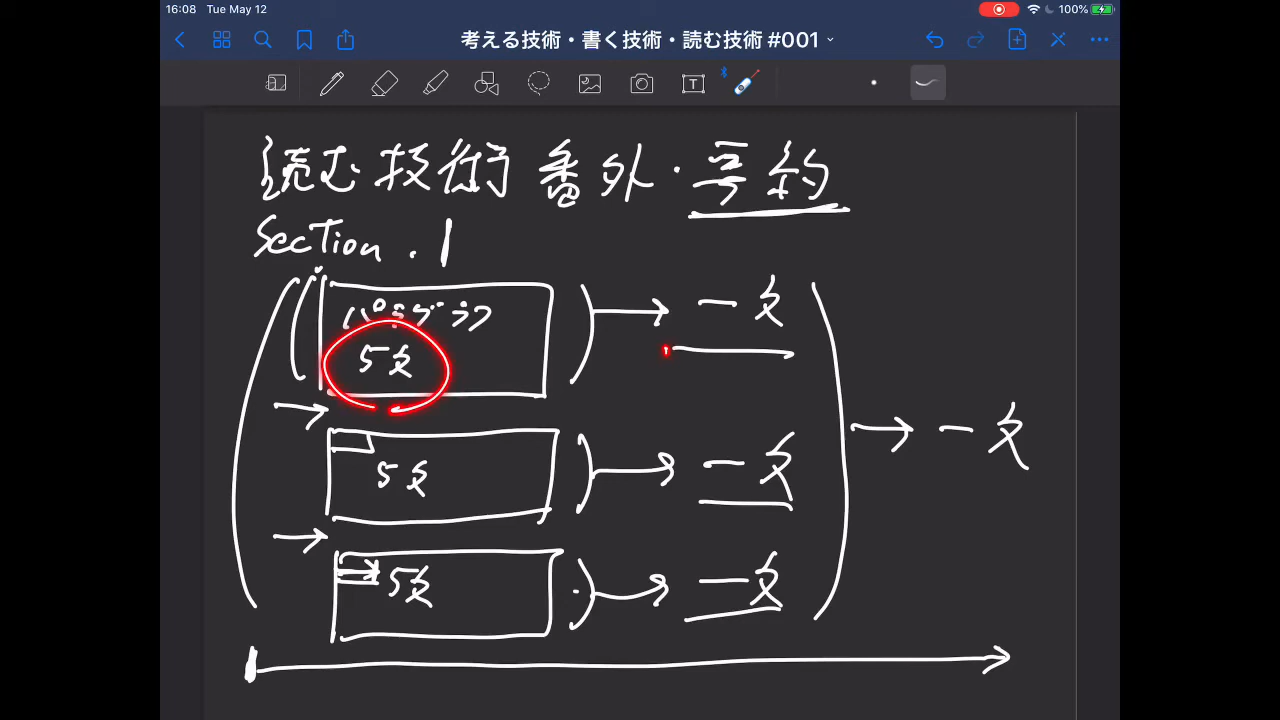 16:08 Tue May 12 100%
考える技術・書く技術・読む技術 #001
T
読む技術 番外・要約
Section. 1
パラグラフ
5文
一文
5文
一文
一文
5文
一文